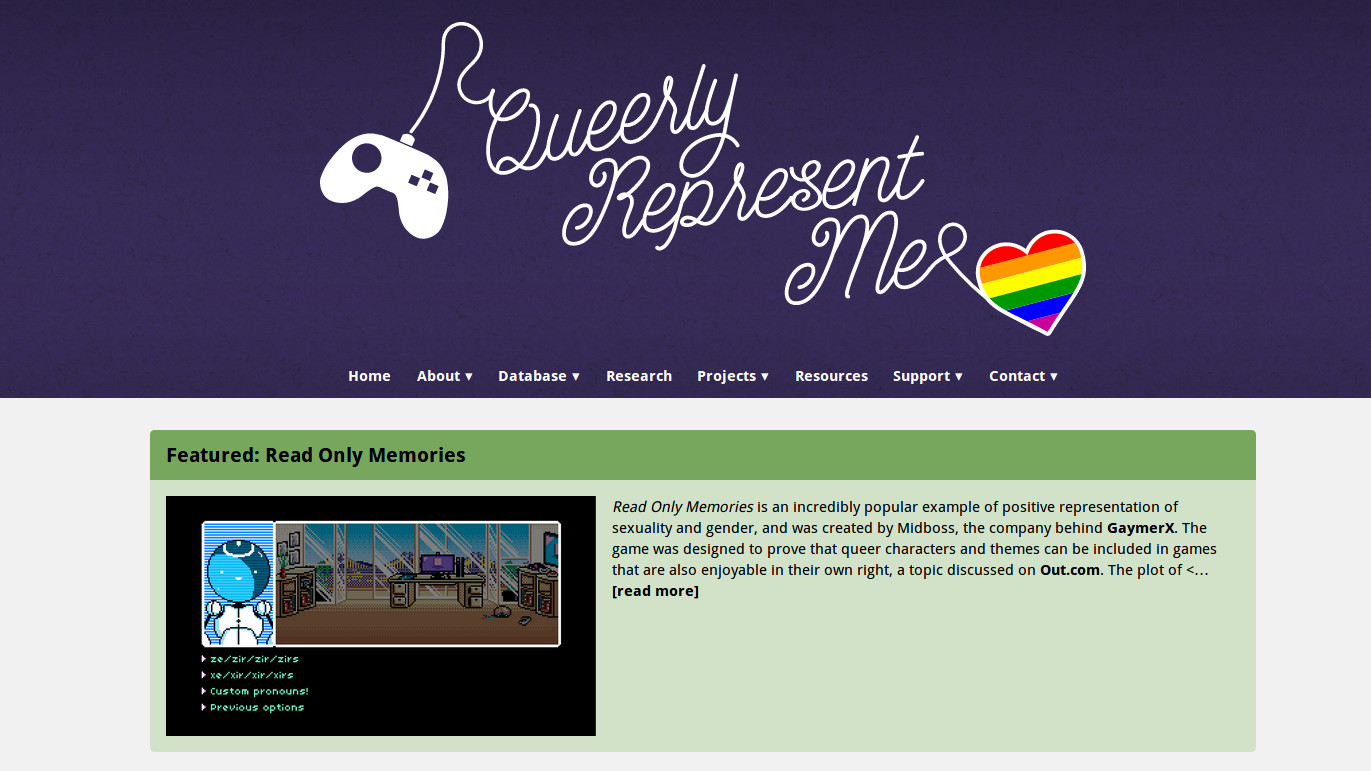 Queerly
Represent
Me
Home About ▾ Database ▾ Research Projects ▾ Resources Support ▾ Contact ▾
Featured: Read Only Memories
Read Only Memories is an incredibly popular example of positive representation of
sexuality and gender, and was created by Midboss, the company behind GaymerX. The
game was designed to prove that queer characters and themes can be included in games
that are also enjoyable in their own right, a topic discussed on Out.com. The plot of <…
[read more]
ze/zir/zir/zirs
xe/xir/xir/xirs
Custom pronouns!
Previous options